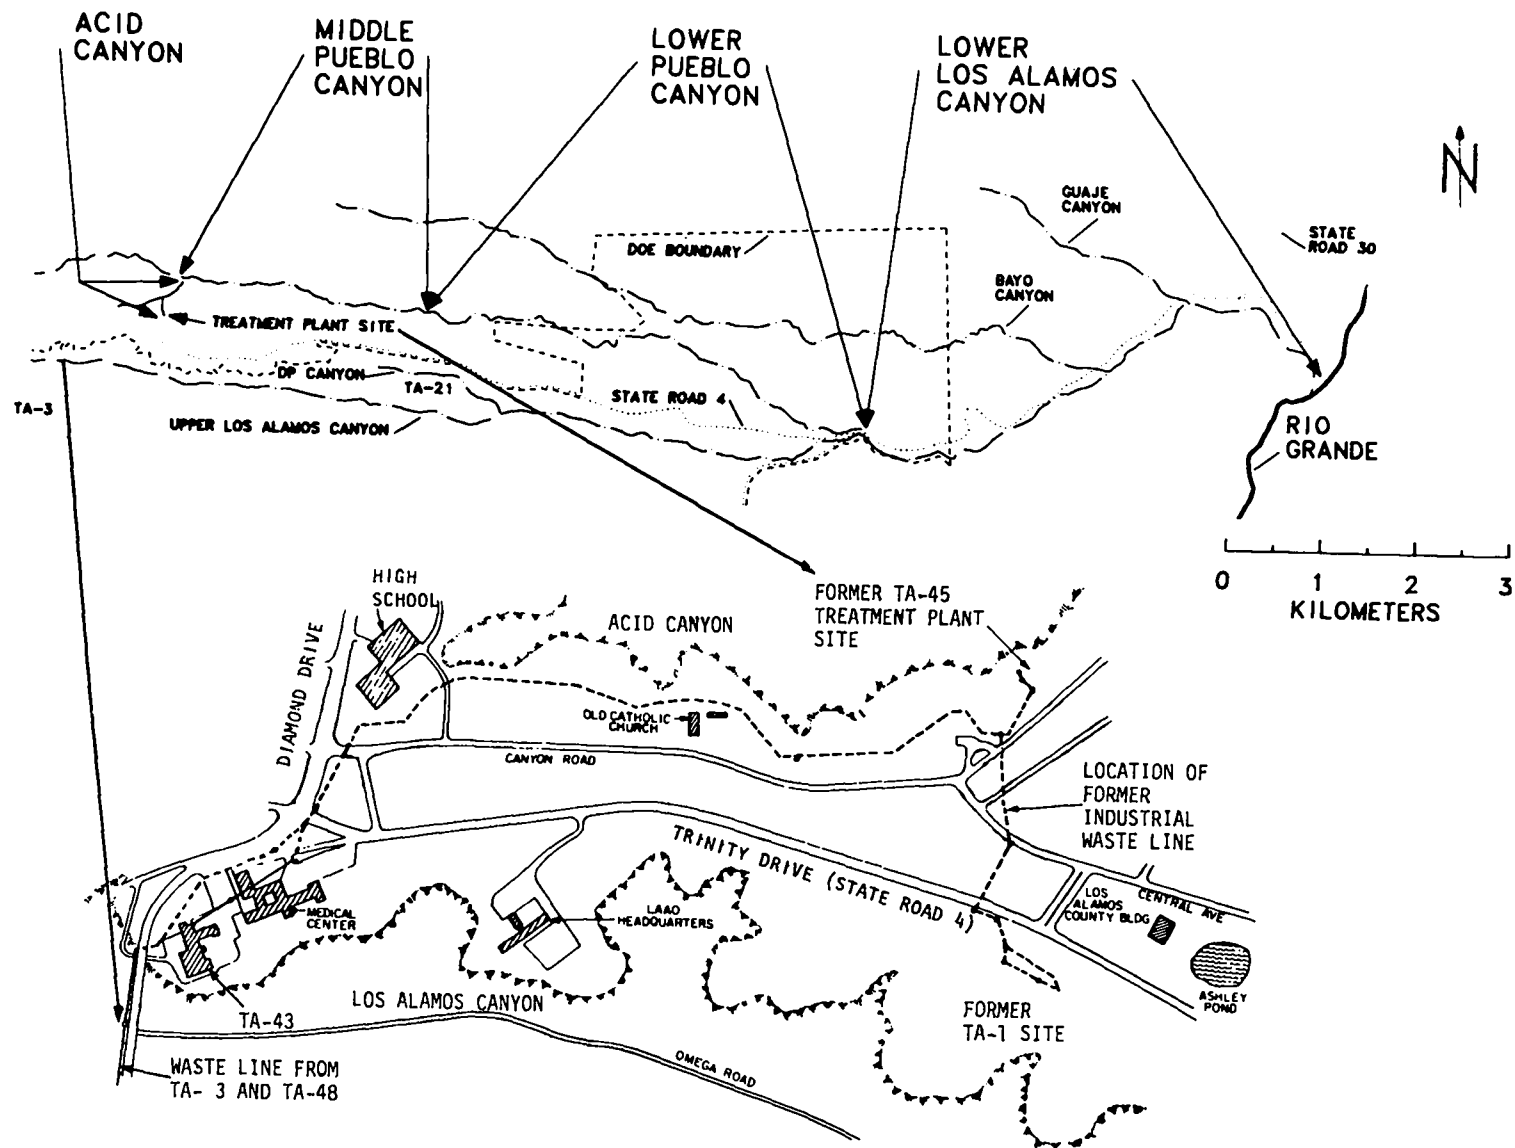 ACID
CANYON
MIDDLE
PUEBLO
CANYON
LOWER
PUEBLO
CANYON
LOWER
LOS ALAMOS
CANYON
N
GUAJE
CANYON
STATE
ROAD 30
DOE BOUNDARY
BAYO
CANYON
TREATMENT PLANT SITE
DP CANYON
TA-21
TA-3
STATE ROAD 4
UPPER LOS ALAMOS CANYON
RIO
GRANDE
0 1 2 3
KILOMETERS
HIGH
SCHOOL
ACID CANYON
FORMER TA-45
TREATMENT PLANT
SITE
DIAMOND DRIVE
OLD CATHOLIC
CHURCH
CANYON ROAD
LOCATION OF
FORMER
INDUSTRIAL
WASTE LINE
TRINITY DRIVE (STATE ROAD 4)
MEDICAL
CENTER
LAAO
HEADQUARTERS
LOS
ALAMOS
COUNTY BLDG
CENTRAL AVE
ASHLEY
POND
LOS ALAMOS CANYON
TA-43
FORMER
TA-1 SITE
WASTE LINE FROM
TA- 3 AND TA-48
OMEGA ROAD